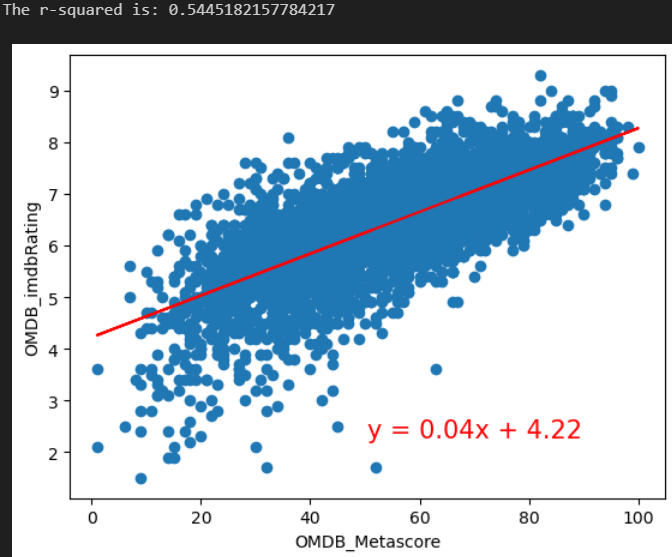 The r-squared is: 0.5445182157784217
9
8
7
6
5
4
3
2
OMDB_imdbRating
y = 0.04x + 4.22
0 20 40 60 80 100
OMDB_Metascore